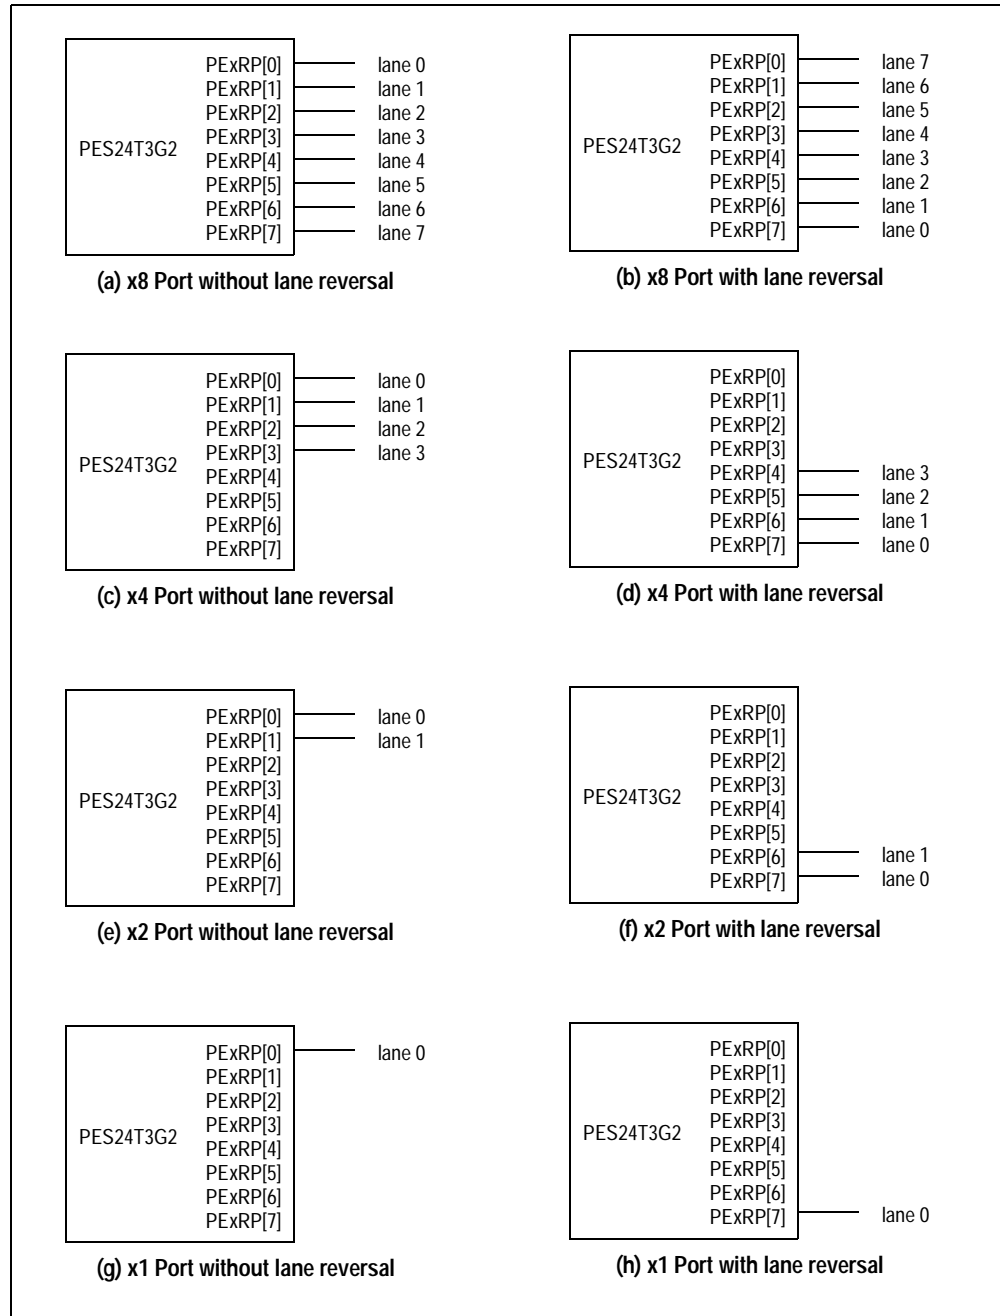 PES24T3G2
PExRP[0] lane 0
PExRP[1] lane 1
PExRP[2] lane 2
PExRP[3] lane 3
PExRP[4] lane 4
PExRP[5] lane 5
PExRP[6] lane 6
PExRP[7] lane 7
(a) x8 Port without lane reversal
PES24T3G2
PExRP[0] lane 7
PExRP[1] lane 6
PExRP[2] lane 5
PExRP[3] lane 4
PExRP[4] lane 3
PExRP[5] lane 2
PExRP[6] lane 1
PExRP[7] lane 0
(b) x8 Port with lane reversal
PES24T3G2
PExRP[0] lane 0
PExRP[1] lane 1
PExRP[2] lane 2
PExRP[3] lane 3
PExRP[4]
PExRP[5]
PExRP[6]
PExRP[7]
(c) x4 Port without lane reversal
PES24T3G2
PExRP[0]
PExRP[1]
PExRP[2]
PExRP[3]
PExRP[4] lane 3
PExRP[5] lane 2
PExRP[6] lane 1
PExRP[7] lane 0
(d) x4 Port with lane reversal
PES24T3G2
PExRP[0] lane 0
PExRP[1] lane 1
PExRP[2]
PExRP[3]
PExRP[4]
PExRP[5]
PExRP[6]
PExRP[7]
(e) x2 Port without lane reversal
PES24T3G2
PExRP[0]
PExRP[1]
PExRP[2]
PExRP[3]
PExRP[4]
PExRP[5]
PExRP[6] lane 1
PExRP[7] lane 0
(f) x2 Port with lane reversal
PES24T3G2
PExRP[0] lane 0
PExRP[1]
PExRP[2]
PExRP[3]
PExRP[4]
PExRP[5]
PExRP[6]
PExRP[7]
(g) x1 Port without lane reversal
PES24T3G2
PExRP[0]
PExRP[1]
PExRP[2]
PExRP[3]
PExRP[4]
PExRP[5]
PExRP[6]
PExRP[7] lane 0
(h) x1 Port with lane reversal